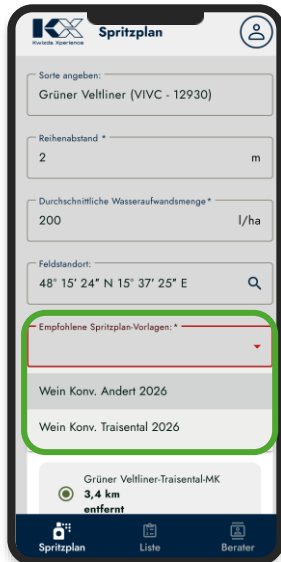 KX
Kwizda Xperience
Spritzplan
Sorte angeben:
Grüner Veltliner (VIVC - 12930)
Reihenabstand *
2 m
Durchschnittliche Wasseraufwandsmenge *
200 l/ha
Feldstandort:
48° 15′ 24″ N 15° 37′ 25″ E
Empfohlene Spritzplan-Vorlagen: *
Wein Konv. Andert 2026
Wein Konv. Traisental 2026
Grüner Veltliner-Traisental-MK
3,4 km
entfernt
Spritzplan Liste Berater